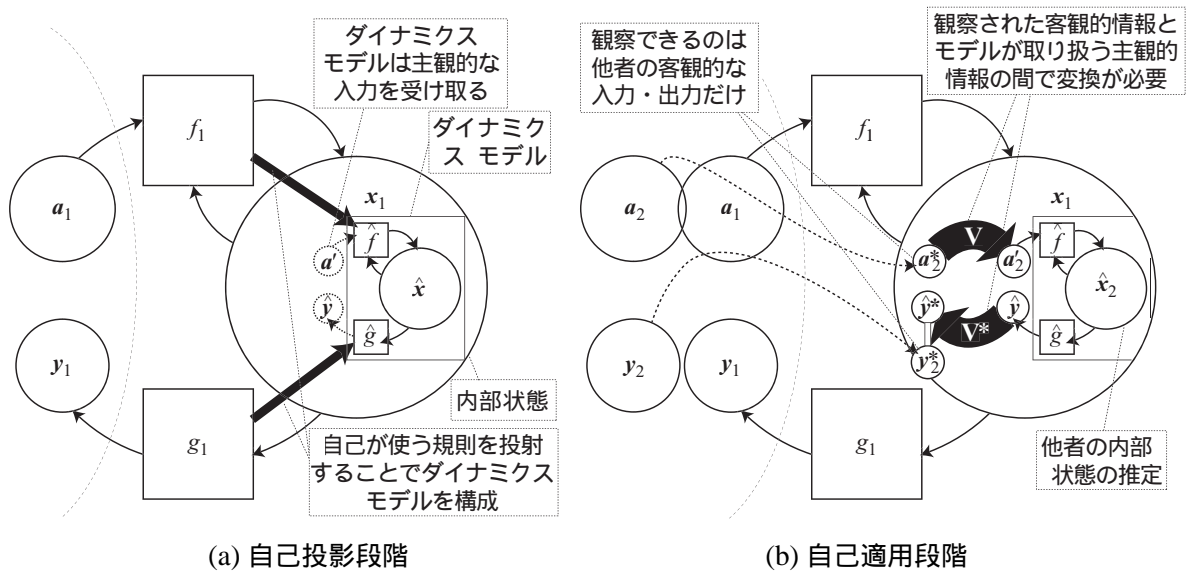 ダイナミクス
モデルは主観的な
入力を受け取る
ダイナミク
ス モデル
f₁
a₁
x₁
f̂
a′
x̂
ŷ
ĝ
y₁
内部状態
g₁
自己が使う規則を投射
することでダイナミクス
モデルを構成
(a) 自己投影段階
観察できるのは
他者の客観的な
入力・出力だけ
観察された客観的情報と
モデルが取り扱う主観的
情報の間で変換が必要
f₁
a₂
a₁
x₁
V
f̂
a₂*
a₂′
x̂₂
ŷ*
ŷ
V*
ĝ
y₂*
y₂
y₁
g₁
他者の内部
状態の推定
(b) 自己適用段階